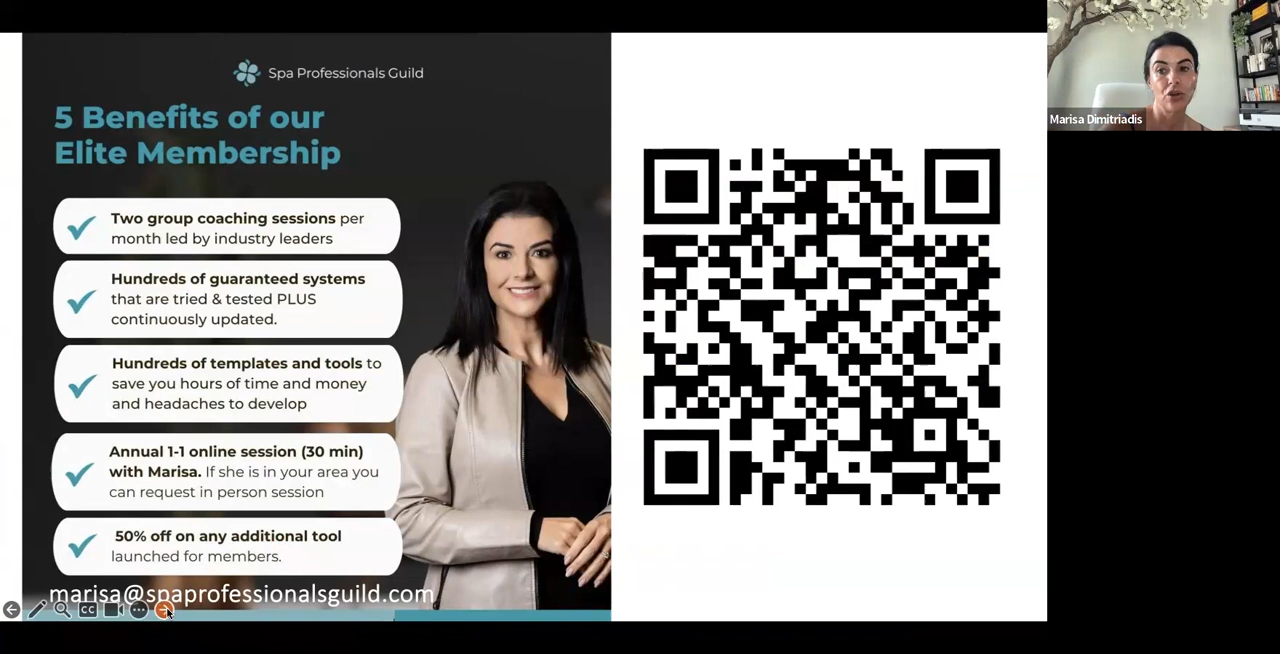 Spa Professionals Guild
5 Benefits of our
Elite Membership
Two group coaching sessions per
month led by industry leaders
Hundreds of guaranteed systems
that are tried & tested PLUS
continuously updated.
Hundreds of templates and tools to
save you hours of time and money
and headaches to develop
Annual 1-1 online session (30 min)
with Marisa. If she is in your area you
can request in person session
50% off on any additional tool
launched for members.
marisa@spaprofessionalsguild.com
CC
Marisa Dimitriadis